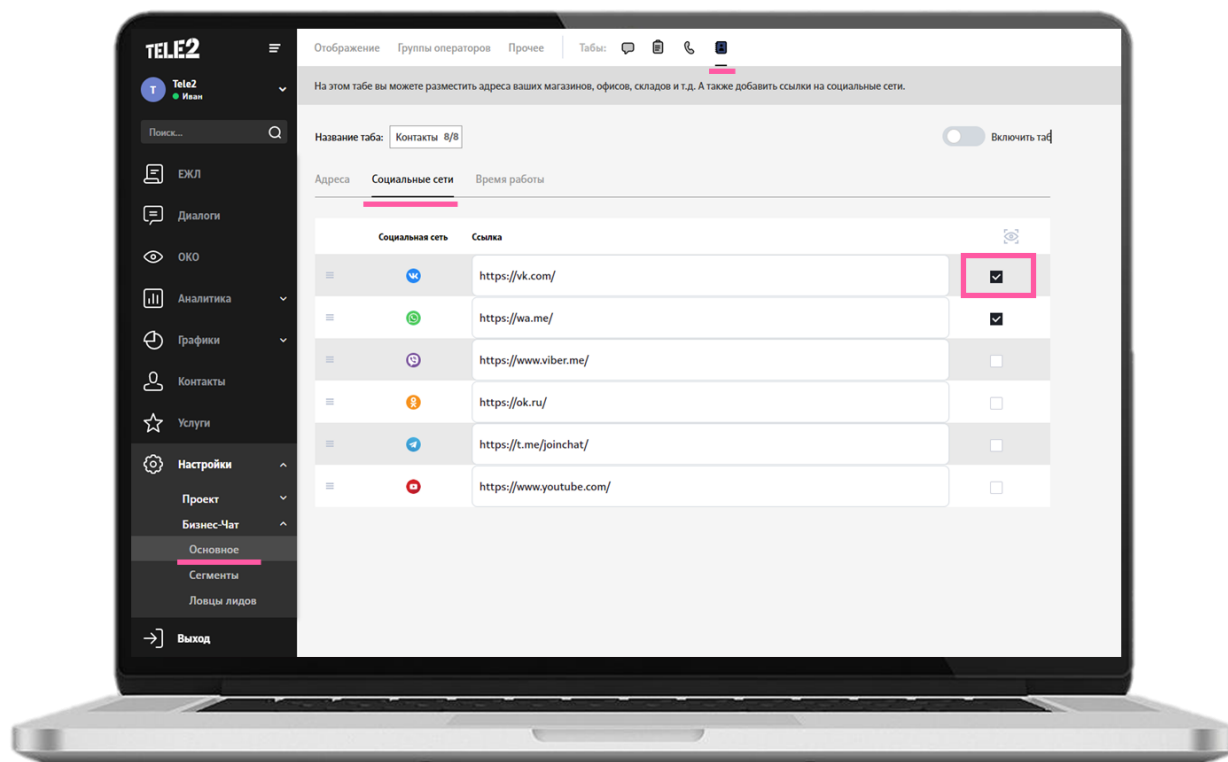 TELE2
Отображение Группы операторов Прочее Табы:
T Tele2
Иван
На этом табе вы можете разместить адреса ваших магазинов, офисов, складов и т.д. А также добавить ссылки на социальные сети.
Поиск...
Название таба: Контакты 8/8 Включить таб
ЕЖЛ
Диалоги
ОКО
Аналитика
Графики
Контакты
Услуги
Настройки
Проект
Бизнес-Чат
Основное
Сегменты
Ловцы лидов
Выход
Адреса Социальные сети Время работы
Социальная сеть Ссылка
https://vk.com/
https://wa.me/
https://www.viber.me/
https://ok.ru/
https://t.me/joinchat/
https://www.youtube.com/